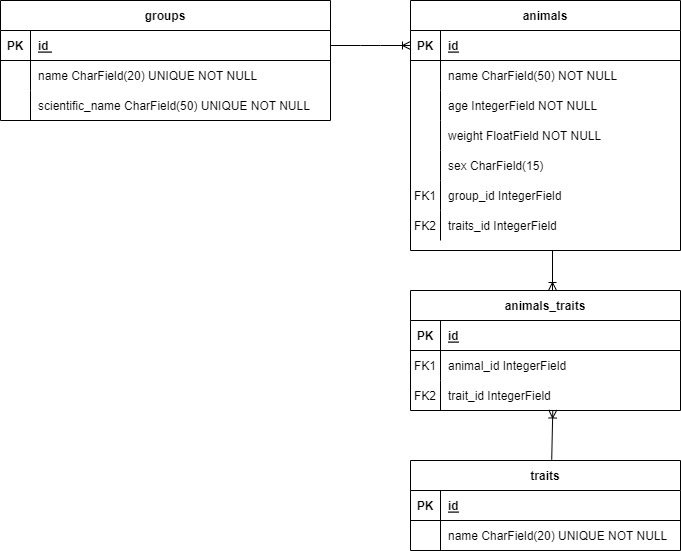 groups
PK id
name CharField(20) UNIQUE NOT NULL
scientific_name CharField(50) UNIQUE NOT NULL
animals
PK id
name CharField(50) NOT NULL
age IntegerField NOT NULL
weight FloatField NOT NULL
sex CharField(15)
FK1 group_id IntegerField
FK2 traits_id IntegerField
animals_traits
PK id
FK1 animal_id IntegerField
FK2 trait_id IntegerField
traits
PK id
name CharField(20) UNIQUE NOT NULL